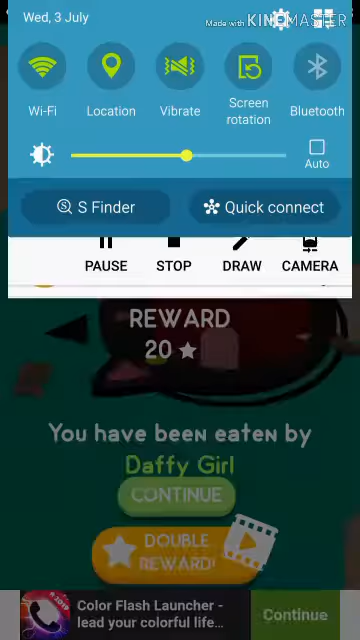 Wed, 3 July
Made with KINEMASTER
Wi-Fi
Location
Vibrate
Screen
rotation
Bluetooth
Auto
S Finder
Quick connect
PAUSE
STOP
DRAW
CAMERA
REWARD
20
You have been eaten by
Daffy Girl
CONTINUE
DOUBLE
REWARD!
2019
Color Flash Launcher -
lead your colorful life...
Continue